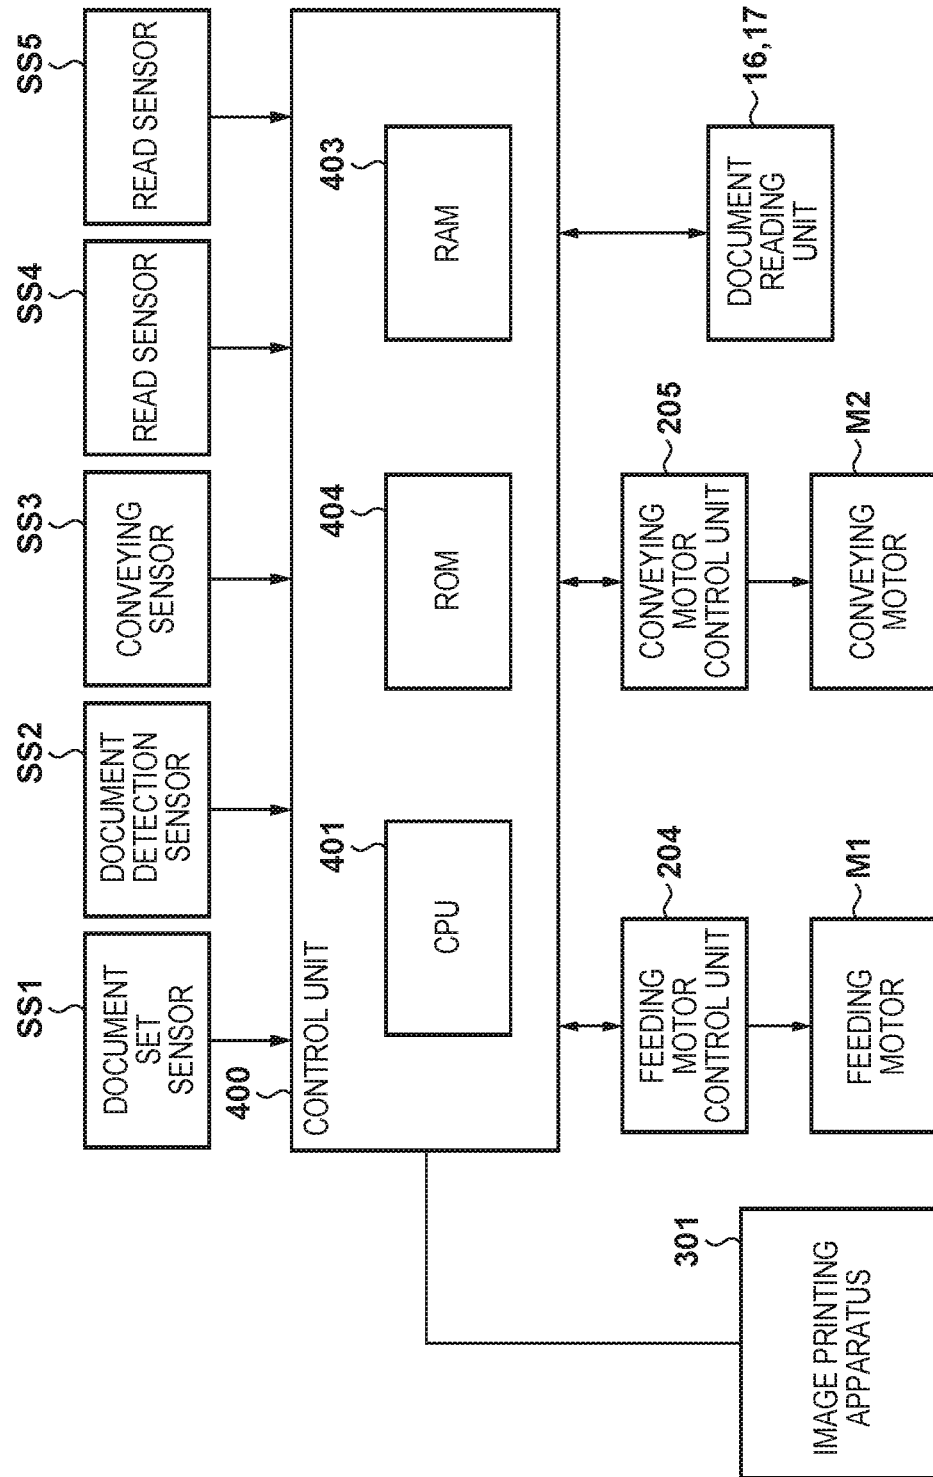 SS1
DOCUMENT
SET
SENSOR
SS2
DOCUMENT
DETECTION
SENSOR
SS3
CONVEYING
SENSOR
SS4
READ SENSOR
SS5
READ SENSOR
400
CONTROL UNIT
401
CPU
404
ROM
403
RAM
301
IMAGE PRINTING
APPARATUS
204
FEEDING
MOTOR
CONTROL UNIT
M1
FEEDING
MOTOR
205
CONVEYING
MOTOR
CONTROL UNIT
M2
CONVEYING
MOTOR
16,17
DOCUMENT
READING
UNIT